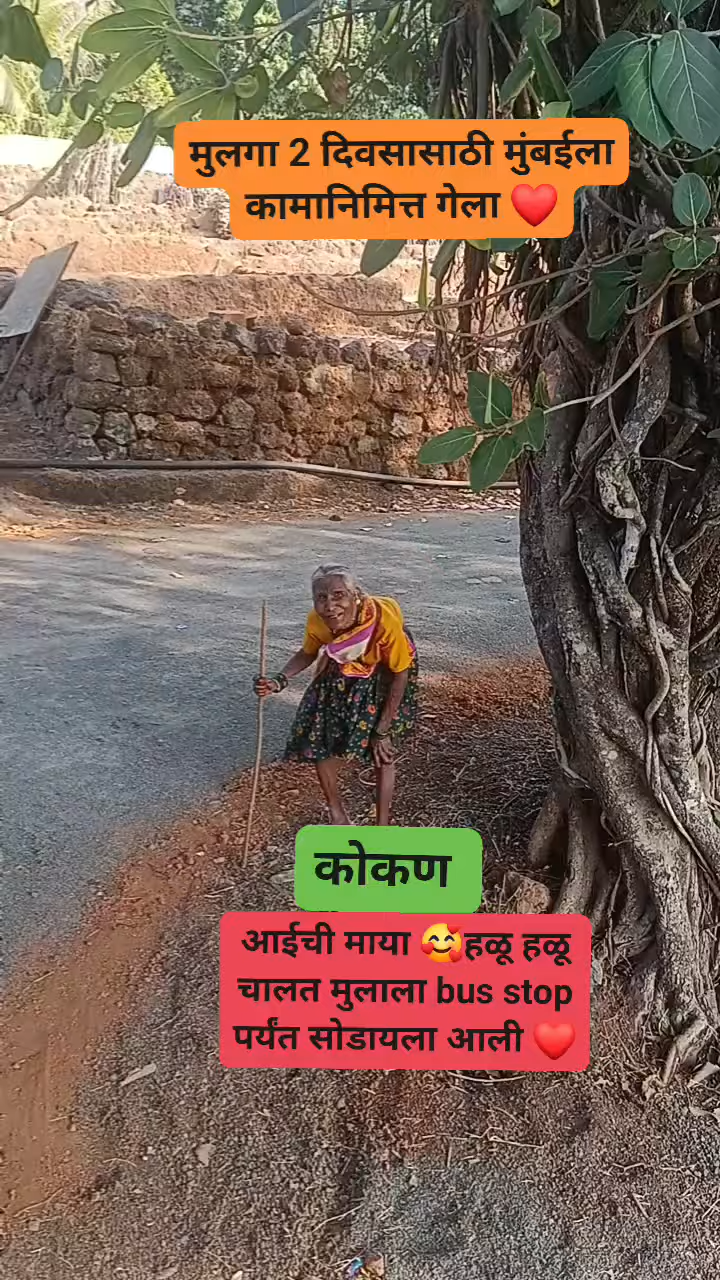 मुलगा 2 दिवसासाठी मुंबईला
कामानिमित्त गेला ❤️
कोकण
आईची माया 🥰हळू हळू
चालत मुलाला bus stop
पर्यंत सोडायला आली ❤️